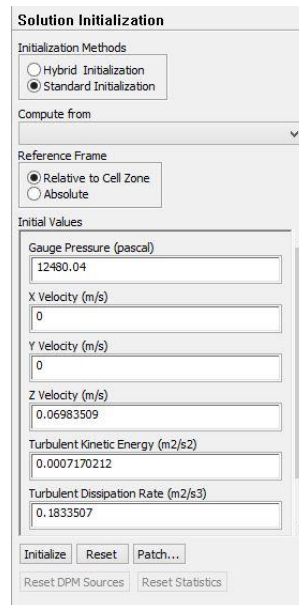 Solution Initialization
Initialization Methods
Hybrid Initialization
Standard Initialization
Compute from
Reference Frame
Relative to Cell Zone
Absolute
Initial Values
Gauge Pressure (pascal)
12480.04
X Velocity (m/s)
0
Y Velocity (m/s)
0
Z Velocity (m/s)
0.06983509
Turbulent Kinetic Energy (m2/s2)
0.0007170212
Turbulent Dissipation Rate (m2/s3)
0.1833507
Initialize Reset Patch...
Reset DPM Sources Reset Statistics